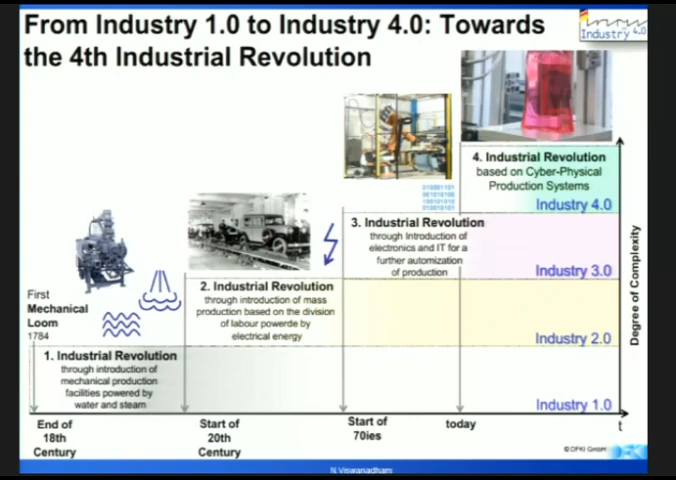 From Industry 1.0 to Industry 4.0: Towards
the 4th Industrial Revolution
Industry 4.0
4. Industrial Revolution
based on Cyber-Physical
Production Systems
Industry 4.0
3. Industrial Revolution
through Introduction of
electronics and IT for a
further automization
of production
Industry 3.0
2. Industrial Revolution
through introduction of mass
production based on the division
of labour powerde by
electrical energy
Industry 2.0
First
Mechanical
Loom
1784
1. Industrial Revolution
through introduction of
mechanical production
facilities powered by
water and steam
Industry 1.0
Degree of Complexity
End of
18th
Century
Start of
20th
Century
Start of
70ies
today
t
© DFKI GmbH
N.Viswanadham